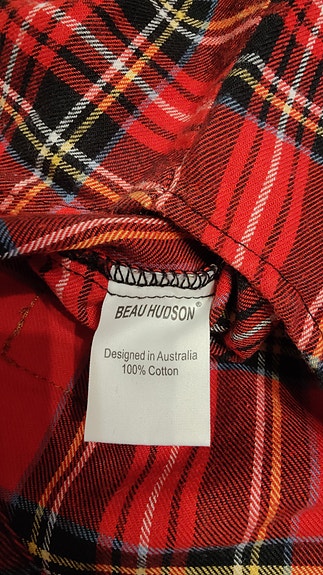 BEAU HUDSON®
Designed in Australia
100% Cotton